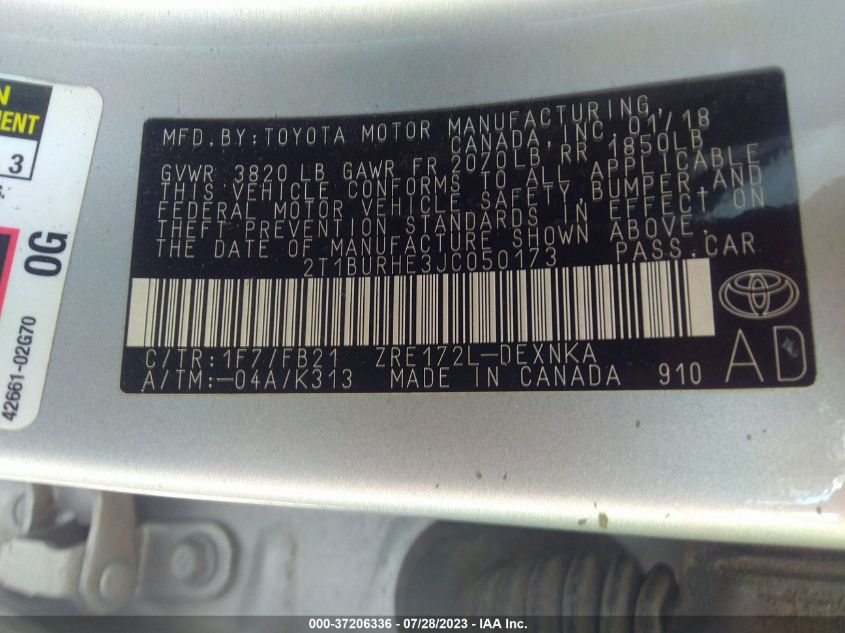 N
MENT
3
OG
42661-02G70
MFD.BY:TOYOTA MOTOR MANUFACTURING,
CANADA,INC. 01/18
GVWR 3820 LB GAWR FR 2070LB RR 1850LB
THIS VEHICLE CONFORMS TO ALL APPLICABLE
FEDERAL MOTOR VEHICLE SAFETY,BUMPER,AND
THEFT PREVENTION STANDARDS IN EFFECT ON
THE DATE OF MANUFACTURE SHOWN ABOVE.
2T1BURHE3JC050173 PASS.CAR
C/TR:1F7/FB21 ZRE172L-DEXNKA
A/TM:-04A/K313 MADE IN CANADA 910
AD
000-37206336 - 07/28/2023 - IAA Inc.